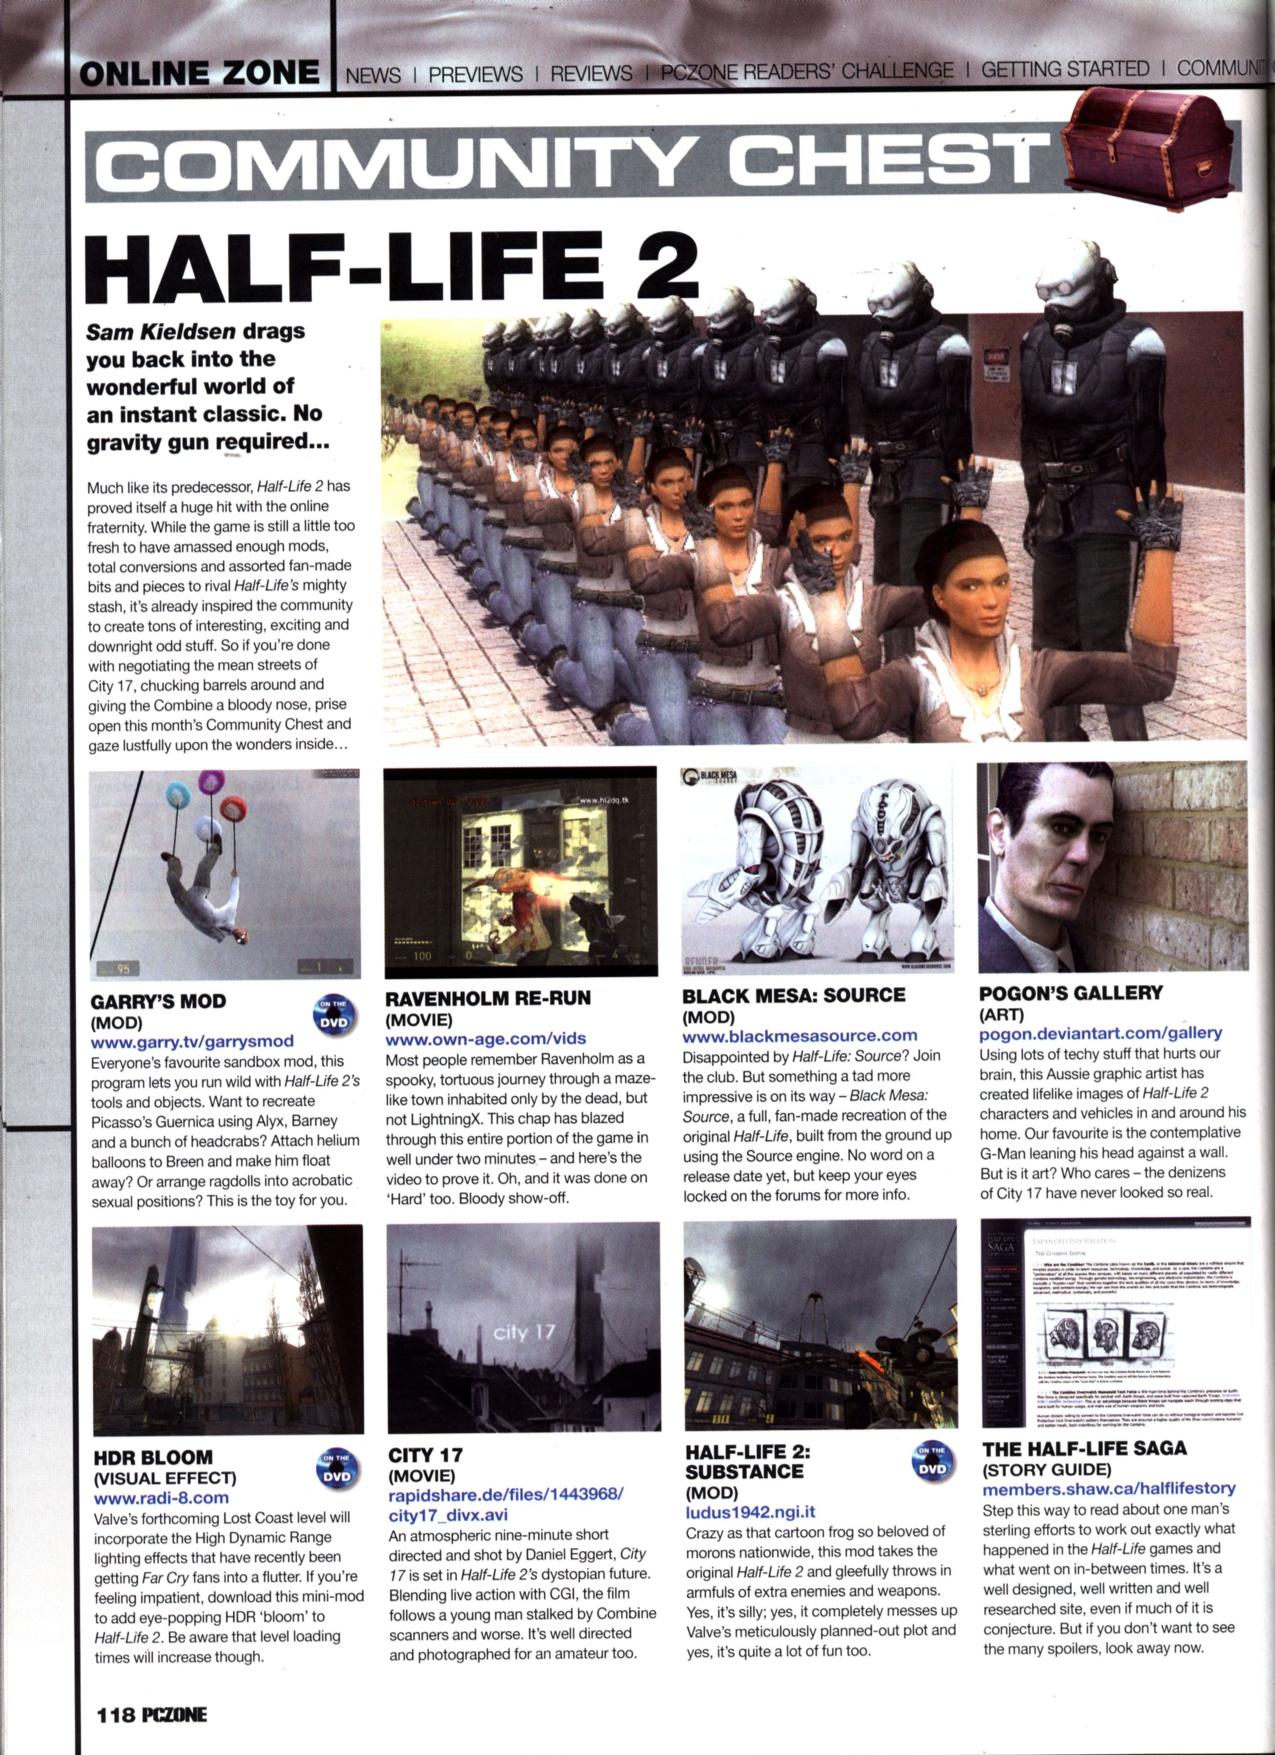 ONLINE ZONE
NEWS | PREVIEWS | REVIEWS | PCZONE READERS' CHALLENGE | GETTING STARTED |
COMMUNITY CHEST
HALF-LIFE 2
Sam Kieldsen drags
you back into the
wonderful world of
an instant classic. No
gravity gun required...
Much like its predecessor, Half-Life 2 has
proved itself a huge hit with the online
fraternity. While the game is still a little too
fresh to have amassed enough mods,
total conversions and assorted fan-made
bits and pieces to rival Half-Life's mighty
stash, it's already inspired the community
to create tons of interesting, exciting and
downright odd stuff. So if you're done
with negotiating the mean streets of
City 17, chucking barrels around and
giving the Combine a bloody nose, prise
open this month's Community Chest and
gaze lustfully upon the wonders inside...
95
1
GARRY'S MOD
(MOD)
ON THE
DVD
www.garry.tv/garrysmod
Everyone's favourite sandbox mod, this
program lets you run wild with Half-Life 2's
tools and objects. Want to recreate
Picasso's Guernica using Alyx, Barney
and a bunch of headcrabs? Attach helium
balloons to Breen and make him float
away? Or arrange ragdolls into acrobatic
sexual positions? This is the toy for you.
www.hl2dq.tk
100
0
4
RAVENHOLM RE-RUN
(MOVIE)
www.own-age.com/vids
Most people remember Ravenholm as a
spooky, tortuous journey through a maze-
like town inhabited only by the dead, but
not LightningX. This chap has blazed
through this entire portion of the game in
well under two minutes – and here's the
video to prove it. Oh, and it was done on
'Hard' too. Bloody show-off.
BLACK MESA
SOURCE
RENDER
WWW.BLACKMESASOURCE.COM
BLACK MESA: SOURCE
(MOD)
www.blackmesasource.com
Disappointed by Half-Life: Source? Join
the club. But something a tad more
impressive is on its way – Black Mesa:
Source, a full, fan-made recreation of the
original Half-Life, built from the ground up
using the Source engine. No word on a
release date yet, but keep your eyes
locked on the forums for more info.
POGON'S GALLERY
(ART)
pogon.deviantart.com/gallery
Using lots of techy stuff that hurts our
brain, this Aussie graphic artist has
created lifelike images of Half-Life 2
characters and vehicles in and around his
home. Our favourite is the contemplative
G-Man leaning his head against a wall.
But is it art? Who cares – the denizens
of City 17 have never looked so real.
HDR BLOOM
(VISUAL EFFECT)
ON THE
DVD
www.radi-8.com
Valve's forthcoming Lost Coast level will
incorporate the High Dynamic Range
lighting effects that have recently been
getting Far Cry fans into a flutter. If you're
feeling impatient, download this mini-mod
to add eye-popping HDR 'bloom' to
Half-Life 2. Be aware that level loading
times will increase though.
city 17
CITY 17
(MOVIE)
rapidshare.de/files/1443968/
city17_divx.avi
An atmospheric nine-minute short
directed and shot by Daniel Eggert, City
17 is set in Half-Life 2's dystopian future.
Blending live action with CGI, the film
follows a young man stalked by Combine
scanners and worse. It's well directed
and photographed for an amateur too.
HALF-LIFE 2:
SUBSTANCE
(MOD)
ON THE
DVD
ludus1942.ngi.it
Crazy as that cartoon frog so beloved of
morons nationwide, this mod takes the
original Half-Life 2 and gleefully throws in
armfuls of extra enemies and weapons.
Yes, it's silly; yes, it completely messes up
Valve's meticulously planned-out plot and
yes, it's quite a lot of fun too.
SAGA
EXPANDED INFORMATION
The Combine Empire
THE HALF-LIFE SAGA
(STORY GUIDE)
members.shaw.ca/halflifestory
Step this way to read about one man's
sterling efforts to work out exactly what
happened in the Half-Life games and
what went on in-between times. It's a
well designed, well written and well
researched site, even if much of it is
conjecture. But if you don't want to see
the many spoilers, look away now.
118 PCZONE